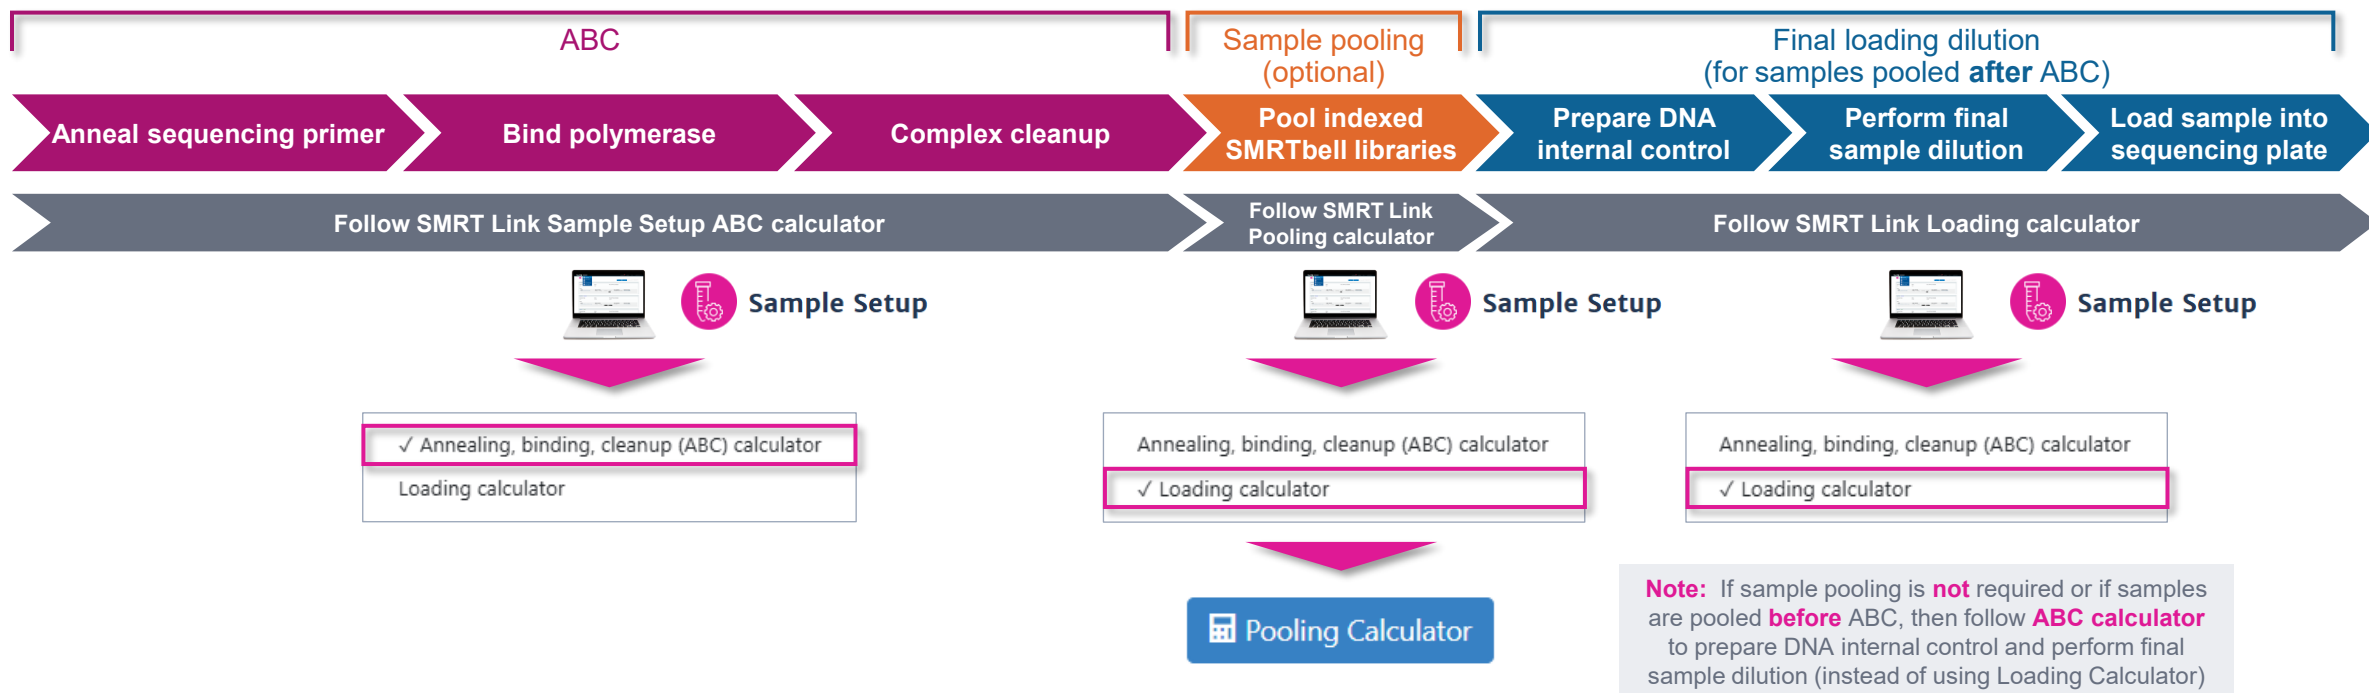 ABC
Sample pooling
(optional)
Final loading dilution
(for samples pooled after ABC)
Anneal sequencing primer
Bind polymerase
Complex cleanup
Pool indexed
SMRTbell libraries
Prepare DNA
internal control
Perform final
sample dilution
Load sample into
sequencing plate
Follow SMRT Link Sample Setup ABC calculator
Follow SMRT Link
Pooling calculator
Follow SMRT Link Loading calculator
Sample Setup
Sample Setup
Sample Setup
✓ Annealing, binding, cleanup (ABC) calculator
Loading calculator
Annealing, binding, cleanup (ABC) calculator
✓ Loading calculator
Annealing, binding, cleanup (ABC) calculator
✓ Loading calculator
Pooling Calculator
Note: If sample pooling is not required or if samples
are pooled before ABC, then follow ABC calculator
to prepare DNA internal control and perform final
sample dilution (instead of using Loading Calculator)